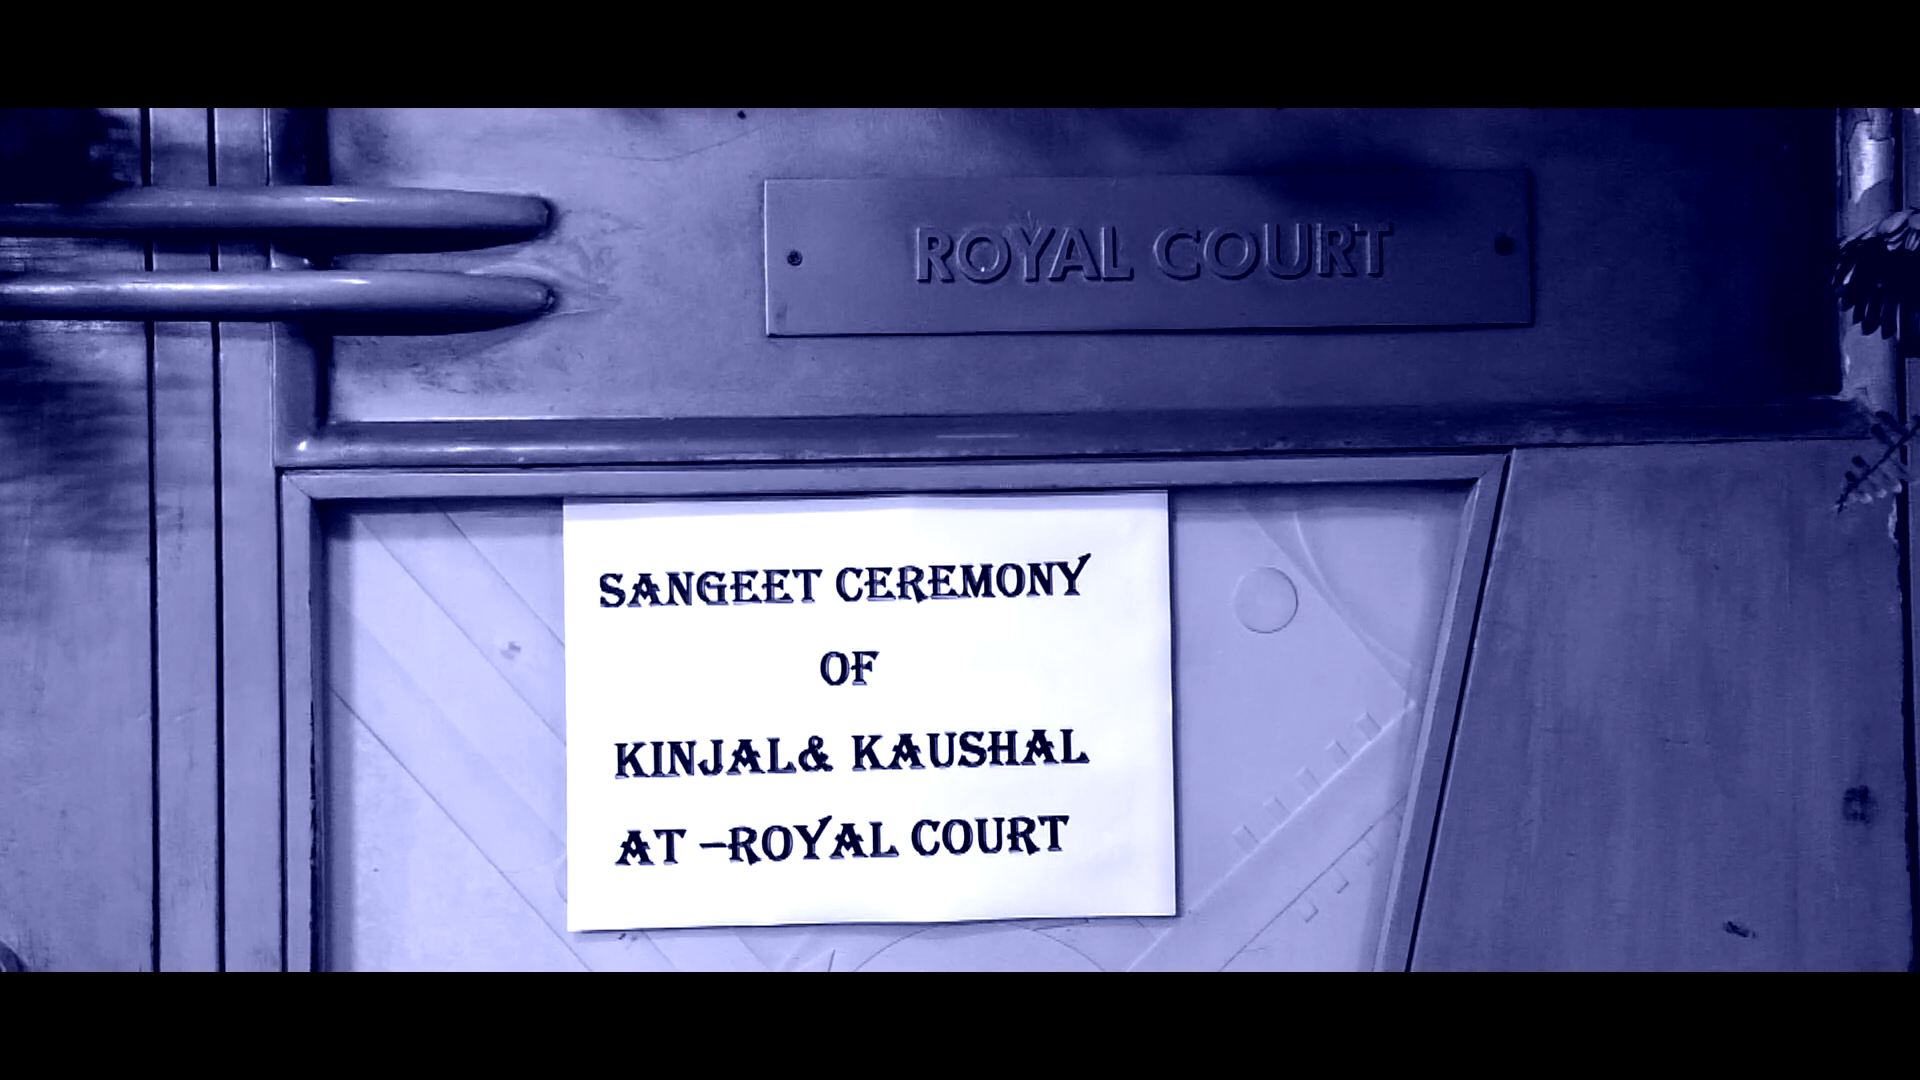 ROYAL COURT
SANGEET CEREMONY
OF
KINJAL& KAUSHAL
AT –ROYAL COURT